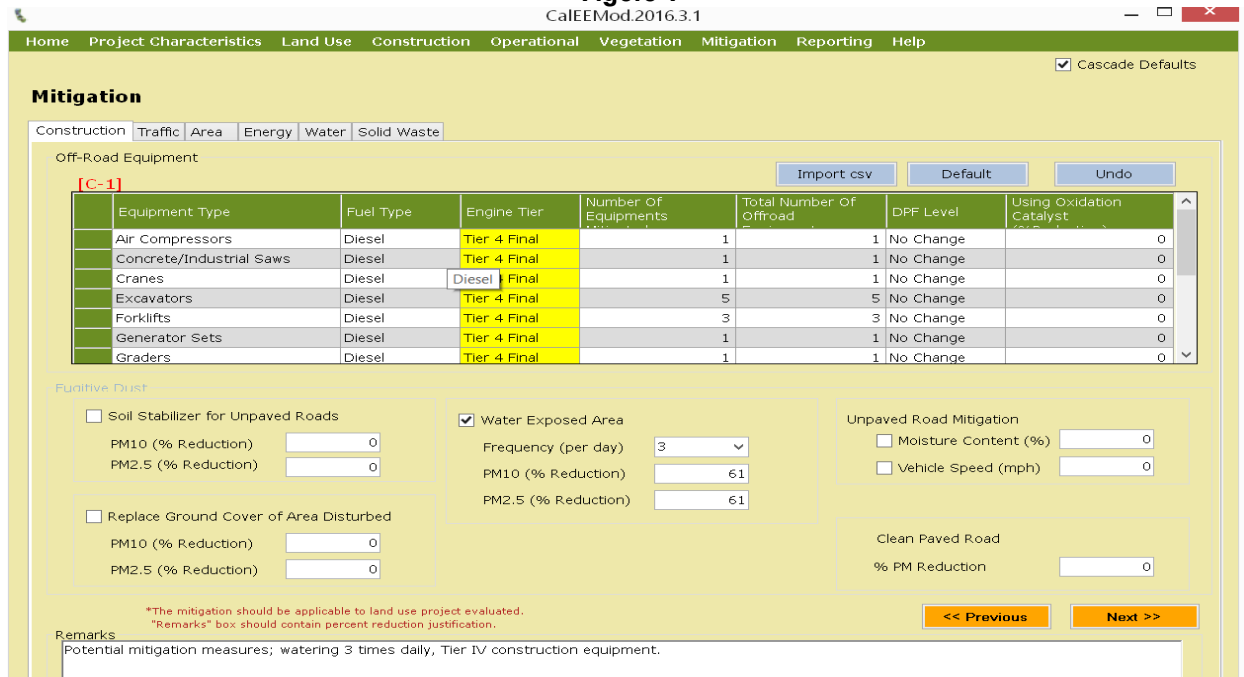 CalEEMod.2016.3.1
Home Project Characteristics Land Use Construction Operational Vegetation Mitigation Reporting Help
Cascade Defaults
Mitigation
Construction Traffic Area Energy Water Solid Waste
Off-Road Equipment
[C-1]
Import csv Default Undo
Equipment Type Fuel Type Engine Tier Number Of Equipments Total Number Of Offroad DPF Level Using Oxidation Catalyst
Air Compressors Diesel Tier 4 Final 1 1 No Change 0
Concrete/Industrial Saws Diesel Tier 4 Final 1 1 No Change 0
Cranes Diesel Diesel 4 Final 1 1 No Change 0
Excavators Diesel Tier 4 Final 5 5 No Change 0
Forklifts Diesel Tier 4 Final 3 3 No Change 0
Generator Sets Diesel Tier 4 Final 1 1 No Change 0
Graders Diesel Tier 4 Final 1 1 No Change 0
Fugitive Dust
Soil Stabilizer for Unpaved Roads
PM10 (% Reduction) 0
PM2.5 (% Reduction) 0
Replace Ground Cover of Area Disturbed
PM10 (% Reduction) 0
PM2.5 (% Reduction) 0
Water Exposed Area
Frequency (per day) 3
PM10 (% Reduction) 61
PM2.5 (% Reduction) 61
Unpaved Road Mitigation
Moisture Content (%) 0
Vehicle Speed (mph) 0
Clean Paved Road
% PM Reduction 0
*The mitigation should be applicable to land use project evaluated.
"Remarks" box should contain percent reduction justification.
<< Previous Next >>
Remarks
Potential mitigation measures; watering 3 times daily, Tier IV construction equipment.